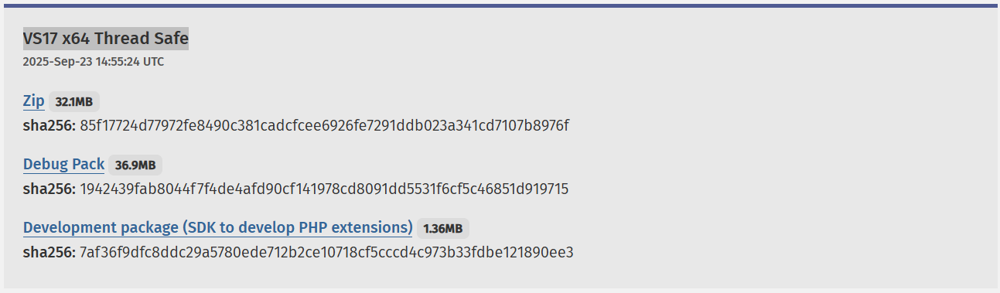 VS17 x64 Thread Safe
2025-Sep-23 14:55:24 UTC
Zip 32.1MB
sha256: 85f17724d77972fe8490c381cadcfcee6926fe7291ddb023a341cd7107b8976f
Debug Pack 36.9MB
sha256: 1942439fab8044f7f4de4afd90cf141978cd8091dd5531f6cf5c46851d919715
Development package (SDK to develop PHP extensions) 1.36MB
sha256: 7af36f9dfc8ddc29a5780ede712b2ce10718cf5cccd4c973b33fdbe121890ee3